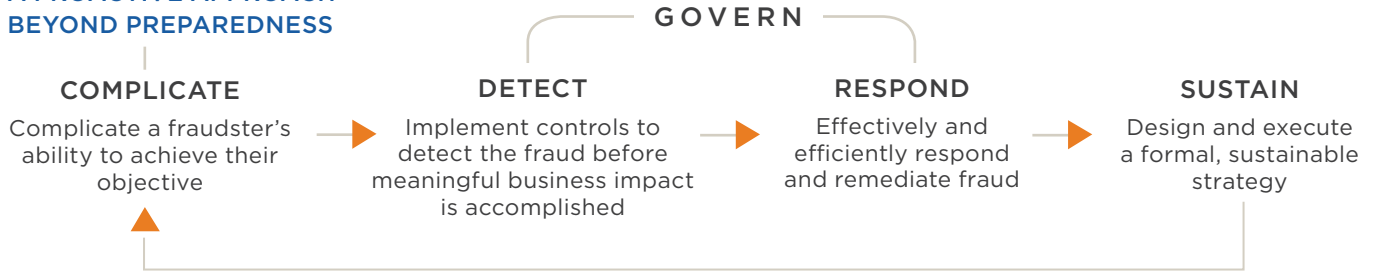 BEYOND PREPAREDNESS
GOVERN
COMPLICATE
Complicate a fraudster’s
ability to achieve their
objective
DETECT
Implement controls to
detect the fraud before
meaningful business impact
is accomplished
RESPOND
Effectively and
efficiently respond
and remediate fraud
SUSTAIN
Design and execute
a formal, sustainable
strategy